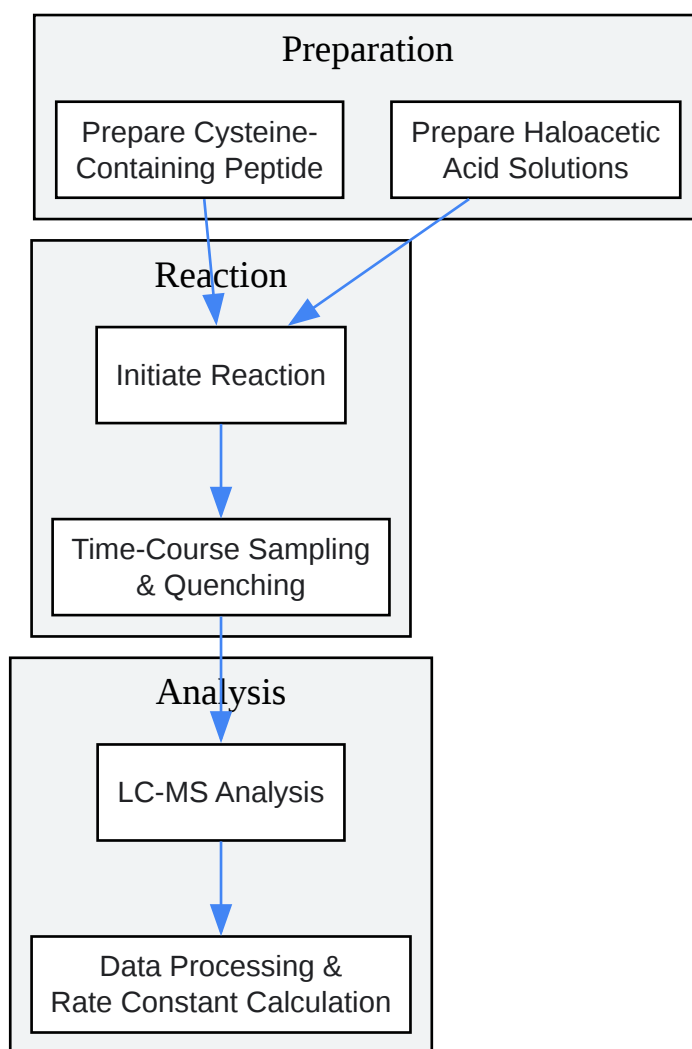 Preparation
Prepare Cysteine-
Containing Peptide
Prepare Haloacetic
Acid Solutions
Reaction
Initiate Reaction
Time-Course Sampling
& Quenching
Analysis
LC-MS Analysis
Data Processing &
Rate Constant Calculation